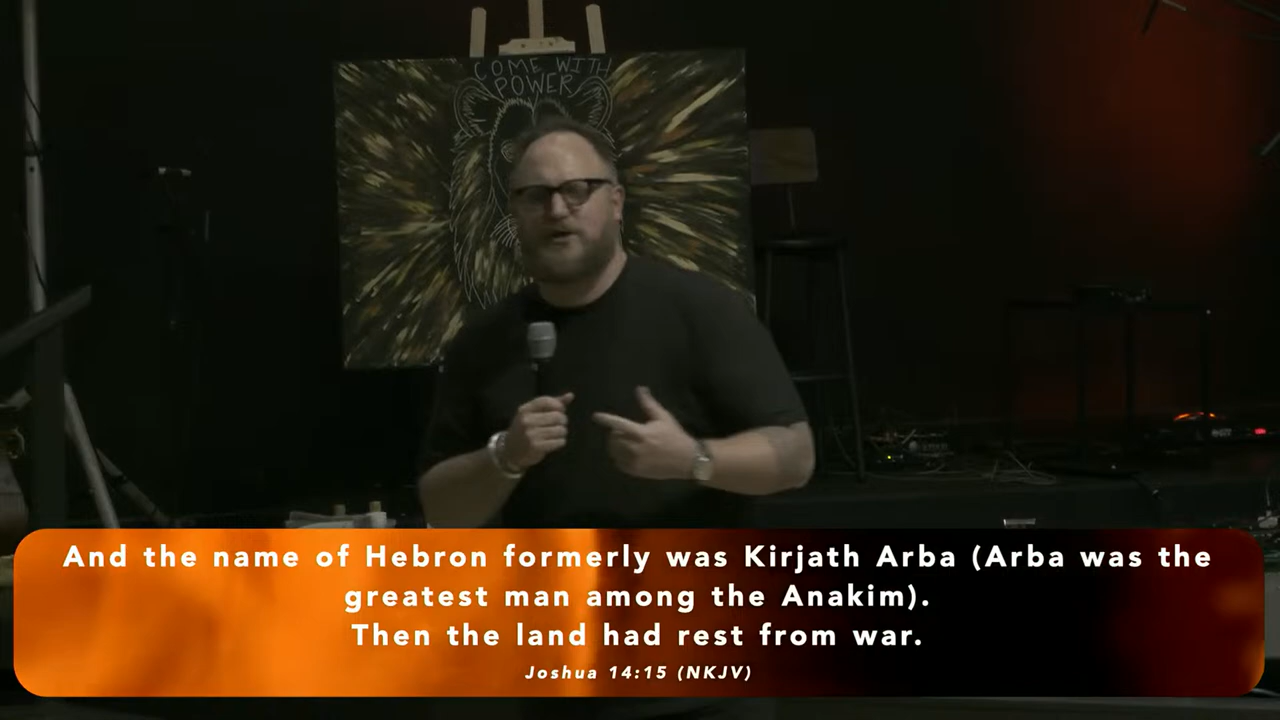 COME WITH
POWER
And the name of Hebron formerly was Kirjath Arba (Arba was the
greatest man among the Anakim).
Then the land had rest from war.
Joshua 14:15 (NKJV)